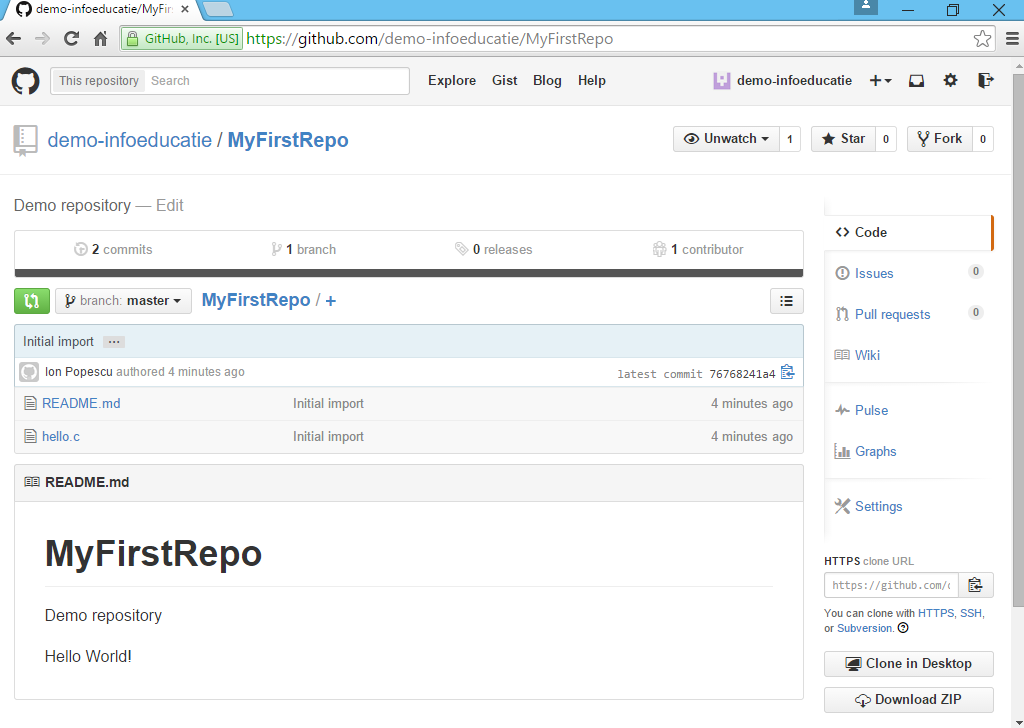 demo-infoeducatie/MyFirs
GitHub, Inc. [US] https://github.com/demo-infoeducatie/MyFirstRepo
This repository Search Explore Gist Blog Help demo-infoeducatie
demo-infoeducatie / MyFirstRepo Unwatch 1 Star 0 Fork 0
Demo repository — Edit
2 commits 1 branch 0 releases 1 contributor
branch: master MyFirstRepo / +
Initial import ...
Ion Popescu authored 4 minutes ago latest commit 76768241a4
README.md Initial import 4 minutes ago
hello.c Initial import 4 minutes ago
README.md
MyFirstRepo
Demo repository
Hello World!
Code
Issues 0
Pull requests 0
Wiki
Pulse
Graphs
Settings
HTTPS clone URL
https://github.com/
You can clone with HTTPS, SSH,
or Subversion.
Clone in Desktop
Download ZIP